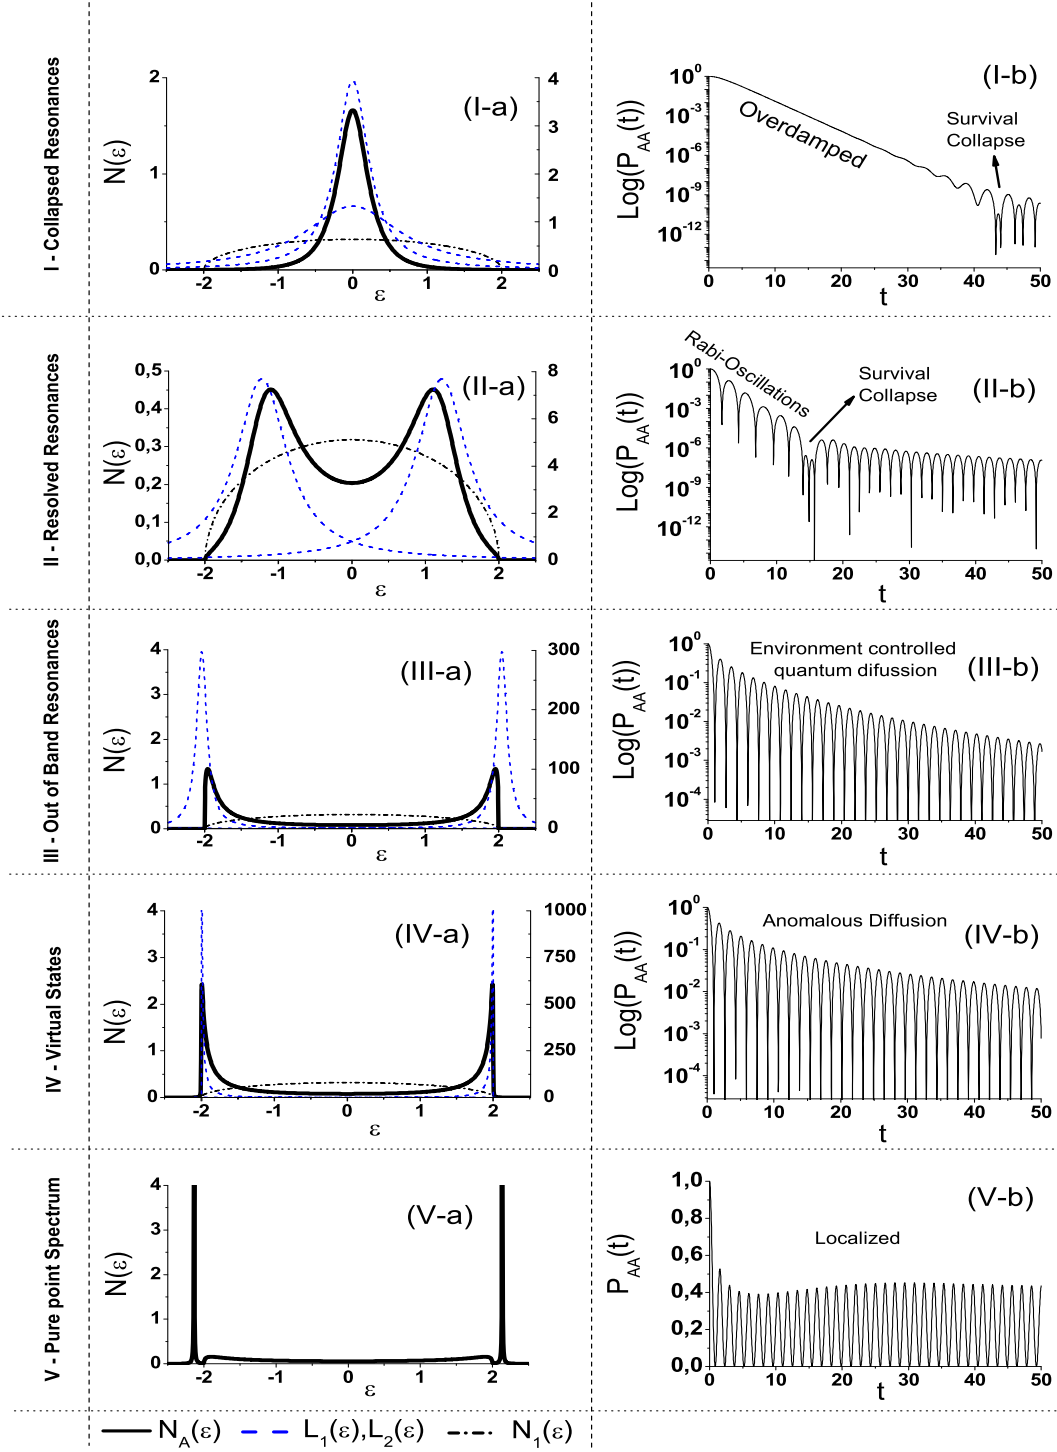 I - Collapsed Resonances
(I-a)
N(ε)
2
1
0
4
3
2
1
0
-2 -1 0 1 2
ε
(I-b)
Log(P_AA(t))
10^0
10^-3
10^-6
10^-9
10^-12
Overdamped
Survival
Collapse
0 10 20 30 40 50
t
II - Resolved Resonances
(II-a)
N(ε)
0,5
0,4
0,3
0,2
0,1
0,0
8
6
4
2
0
-2 -1 0 1 2
ε
(II-b)
Log(P_AA(t))
10^0
10^-3
10^-6
10^-9
10^-12
Rabi-Oscillations
Survival
Collapse
0 10 20 30 40 50
t
III - Out of Band Resonances
(III-a)
N(ε)
4
3
2
1
0
300
200
100
0
-2 -1 0 1 2
ε
(III-b)
Log(P_AA(t))
10^0
10^-1
10^-2
10^-3
10^-4
Environment controlled
quantum difussion
0 10 20 30 40 50
t
IV - Virtual States
(IV-a)
N(ε)
4
3
2
1
0
1000
750
500
250
0
-2 -1 0 1 2
ε
(IV-b)
Log(P_AA(t))
10^0
10^-1
10^-2
10^-3
10^-4
Anomalous Diffusion
0 10 20 30 40 50
t
V - Pure point Spectrum
(V-a)
N(ε)
4
3
2
1
0
-2 -1 0 1 2
ε
(V-b)
P_AA(t)
1,0
0,8
0,6
0,4
0,2
0,0
Localized
0 10 20 30 40 50
t
N_A(ε) L_1(ε),L_2(ε) N_1(ε)